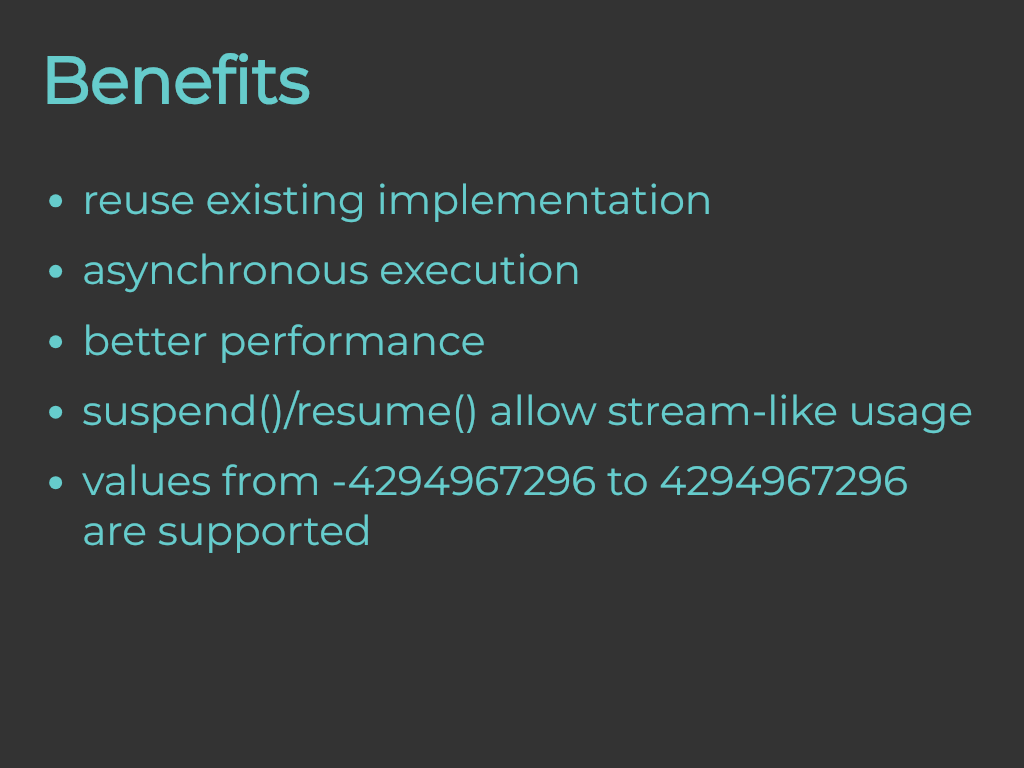 Benefits
• reuse existing implementation
• asynchronous execution
• better performance
• suspend()/resume() allow stream-like usage
• values from -4294967296 to 4294967296
are supported